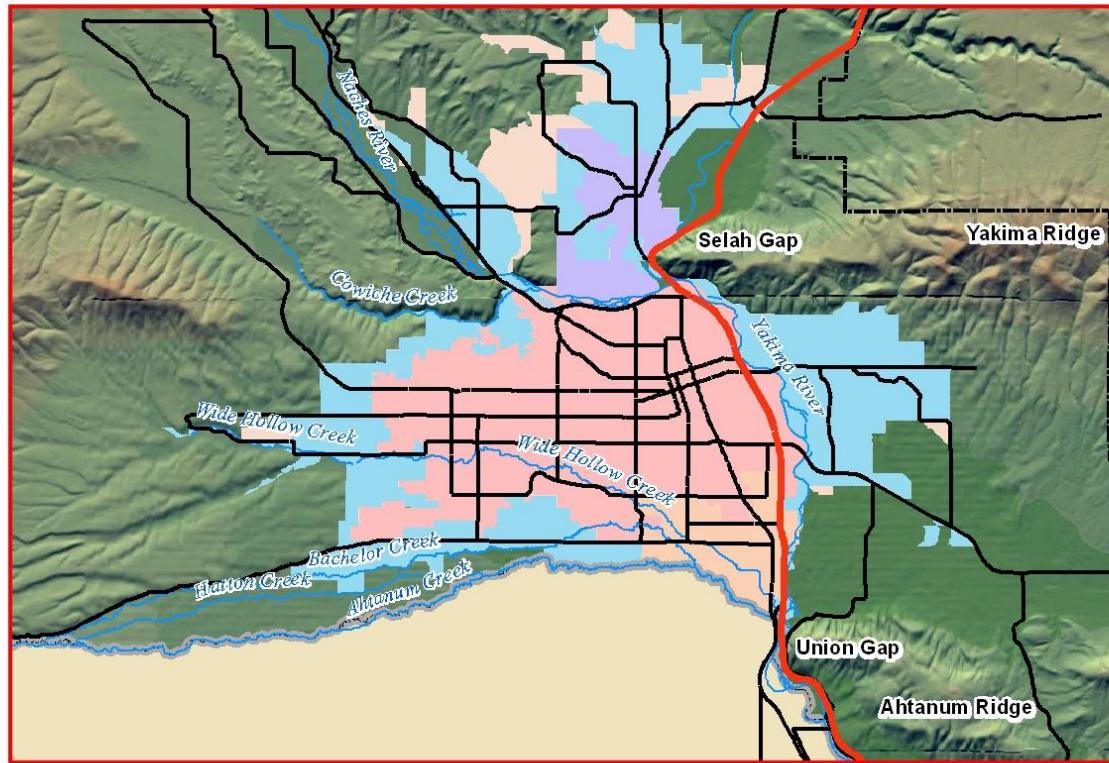 Naches River
Selah Gap
Yakima Ridge
Cowiche Creek
Yakima River
Wide Hollow Creek
Wide Hollow Creek
Bachelor Creek
Hatton Creek
Ahtanum Creek
Union Gap
Ahtanum Ridge